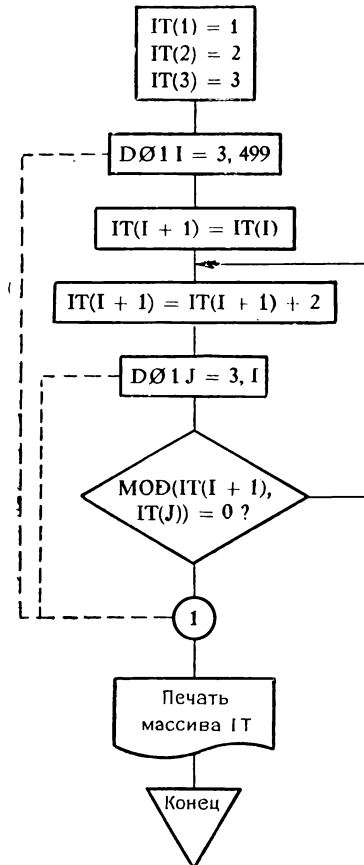 IT(1) = 1
IT(2) = 2
IT(3) = 3
DØ1 I = 3, 499
IT(I + 1) = IT(I)
IT(I + 1) = IT(I + 1) + 2
DØ1 J = 3, I
MOĐ(IT(I + 1),
IT(J)) = 0 ?
1
Печать
массива IT
Конец